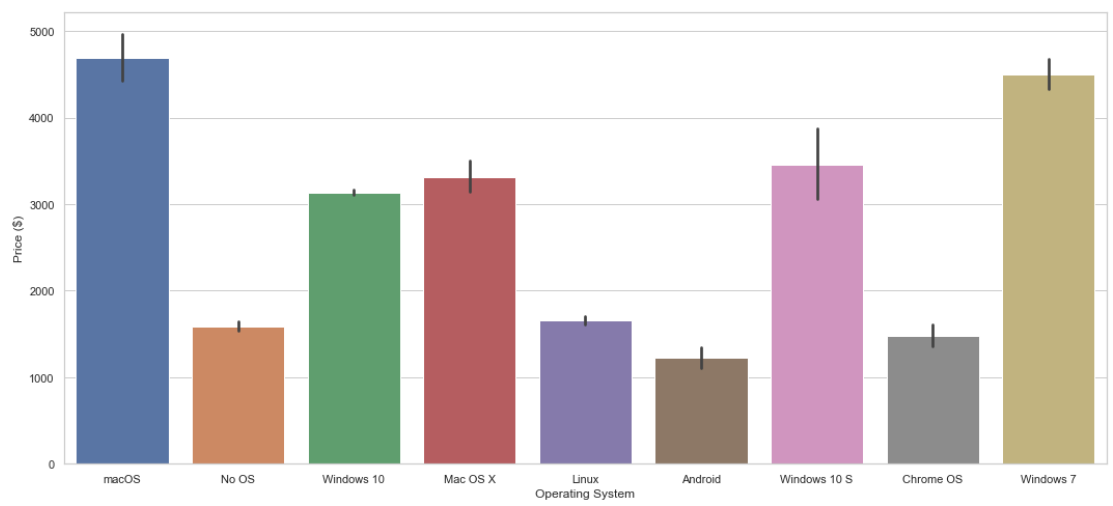 5000
4000
3000
2000
1000
0
Price ($)
macOS No OS Windows 10 Mac OS X Linux Android Windows 10 S Chrome OS Windows 7
Operating System